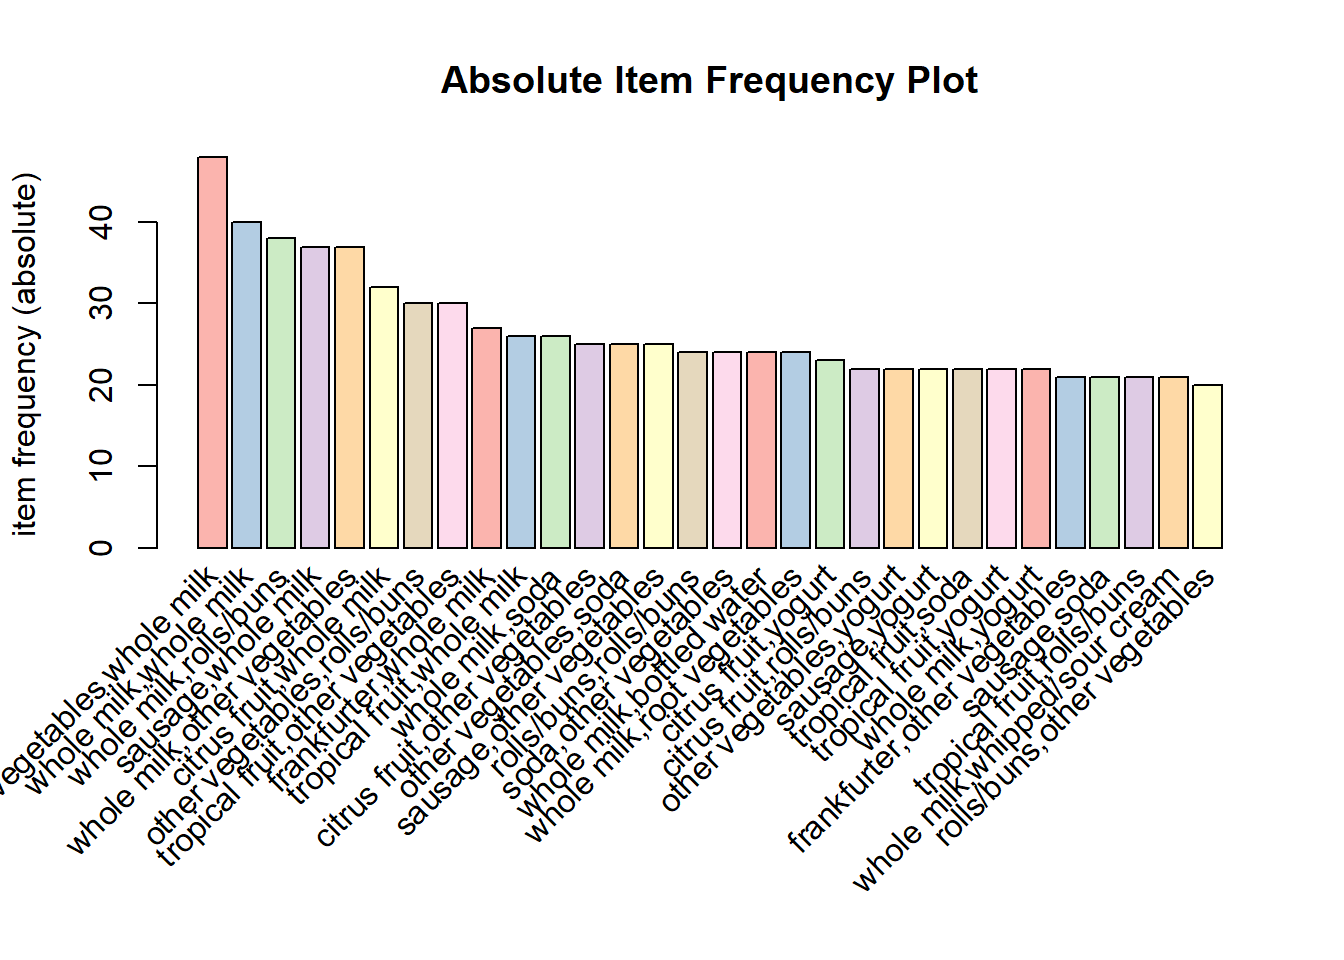 Absolute Item Frequency Plot
item frequency (absolute)
40
30
20
10
0
vegetables,whole milk
whole milk,whole milk
whole milk,rolls/buns
sausage,whole milk
whole milk,other vegetables
citrus fruit,whole milk
other vegetables,rolls/buns
tropical fruit,other vegetables
frankfurter,whole milk
tropical fruit,whole milk
whole milk,soda
citrus fruit,other vegetables
other vegetables,soda
sausage,other vegetables
rolls/buns,rolls/buns
soda,other vegetables
whole milk,bottled water
whole milk,root vegetables
citrus fruit,yogurt
citrus fruit,rolls/buns
other vegetables,yogurt
sausage,yogurt
tropical fruit,soda
tropical fruit,yogurt
whole milk,yogurt
frankfurter,other vegetables
sausage,soda
tropical fruit,rolls/buns
whole milk,whipped/sour cream
rolls/buns,other vegetables